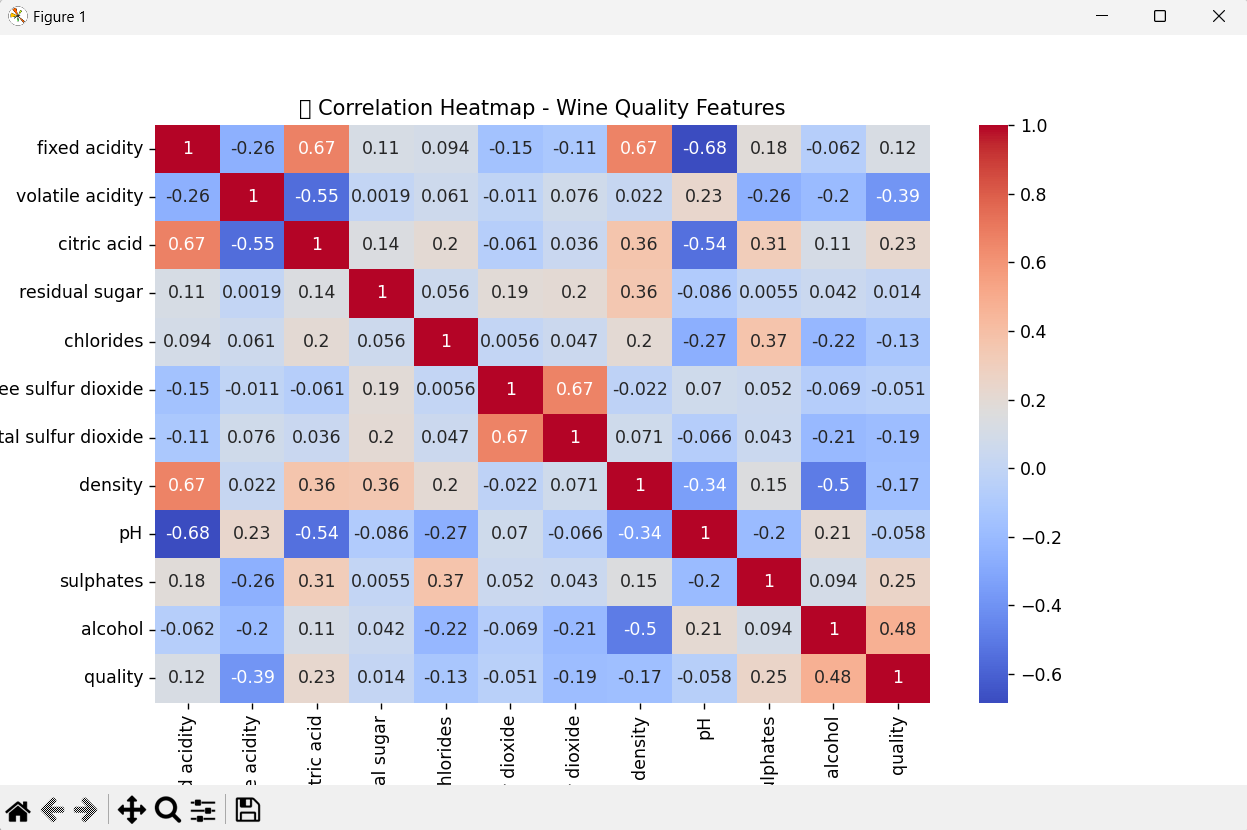 Figure 1
Correlation Heatmap - Wine Quality Features
fixed acidity 1 -0.26 0.67 0.11 0.094 -0.15 -0.11 0.67 -0.68 0.18 -0.062 0.12
volatile acidity -0.26 1 -0.55 0.0019 0.061 -0.011 0.076 0.022 0.23 -0.26 -0.2 -0.39
citric acid 0.67 -0.55 1 0.14 0.2 -0.061 0.036 0.36 -0.54 0.31 0.11 0.23
residual sugar 0.11 0.0019 0.14 1 0.056 0.19 0.2 0.36 -0.086 0.0055 0.042 0.014
chlorides 0.094 0.061 0.2 0.056 1 0.0056 0.047 0.2 -0.27 0.37 -0.22 -0.13
ee sulfur dioxide -0.15 -0.011 -0.061 0.19 0.0056 1 0.67 -0.022 0.07 0.052 -0.069 -0.051
tal sulfur dioxide -0.11 0.076 0.036 0.2 0.047 0.67 1 0.071 -0.066 0.043 -0.21 -0.19
density 0.67 0.022 0.36 0.36 0.2 -0.022 0.071 1 -0.34 0.15 -0.5 -0.17
pH -0.68 0.23 -0.54 -0.086 -0.27 0.07 -0.066 -0.34 1 -0.2 0.21 -0.058
sulphates 0.18 -0.26 0.31 0.0055 0.37 0.052 0.043 0.15 -0.2 1 0.094 0.25
alcohol -0.062 -0.2 0.11 0.042 -0.22 -0.069 -0.21 -0.5 0.21 0.094 1 0.48
quality 0.12 -0.39 0.23 0.014 -0.13 -0.051 -0.19 -0.17 -0.058 0.25 0.48 1
d acidity
e acidity
tric acid
al sugar
hlorides
dioxide
dioxide
density
pH
lphates
alcohol
quality
1.0
0.8
0.6
0.4
0.2
0.0
−0.2
−0.4
−0.6